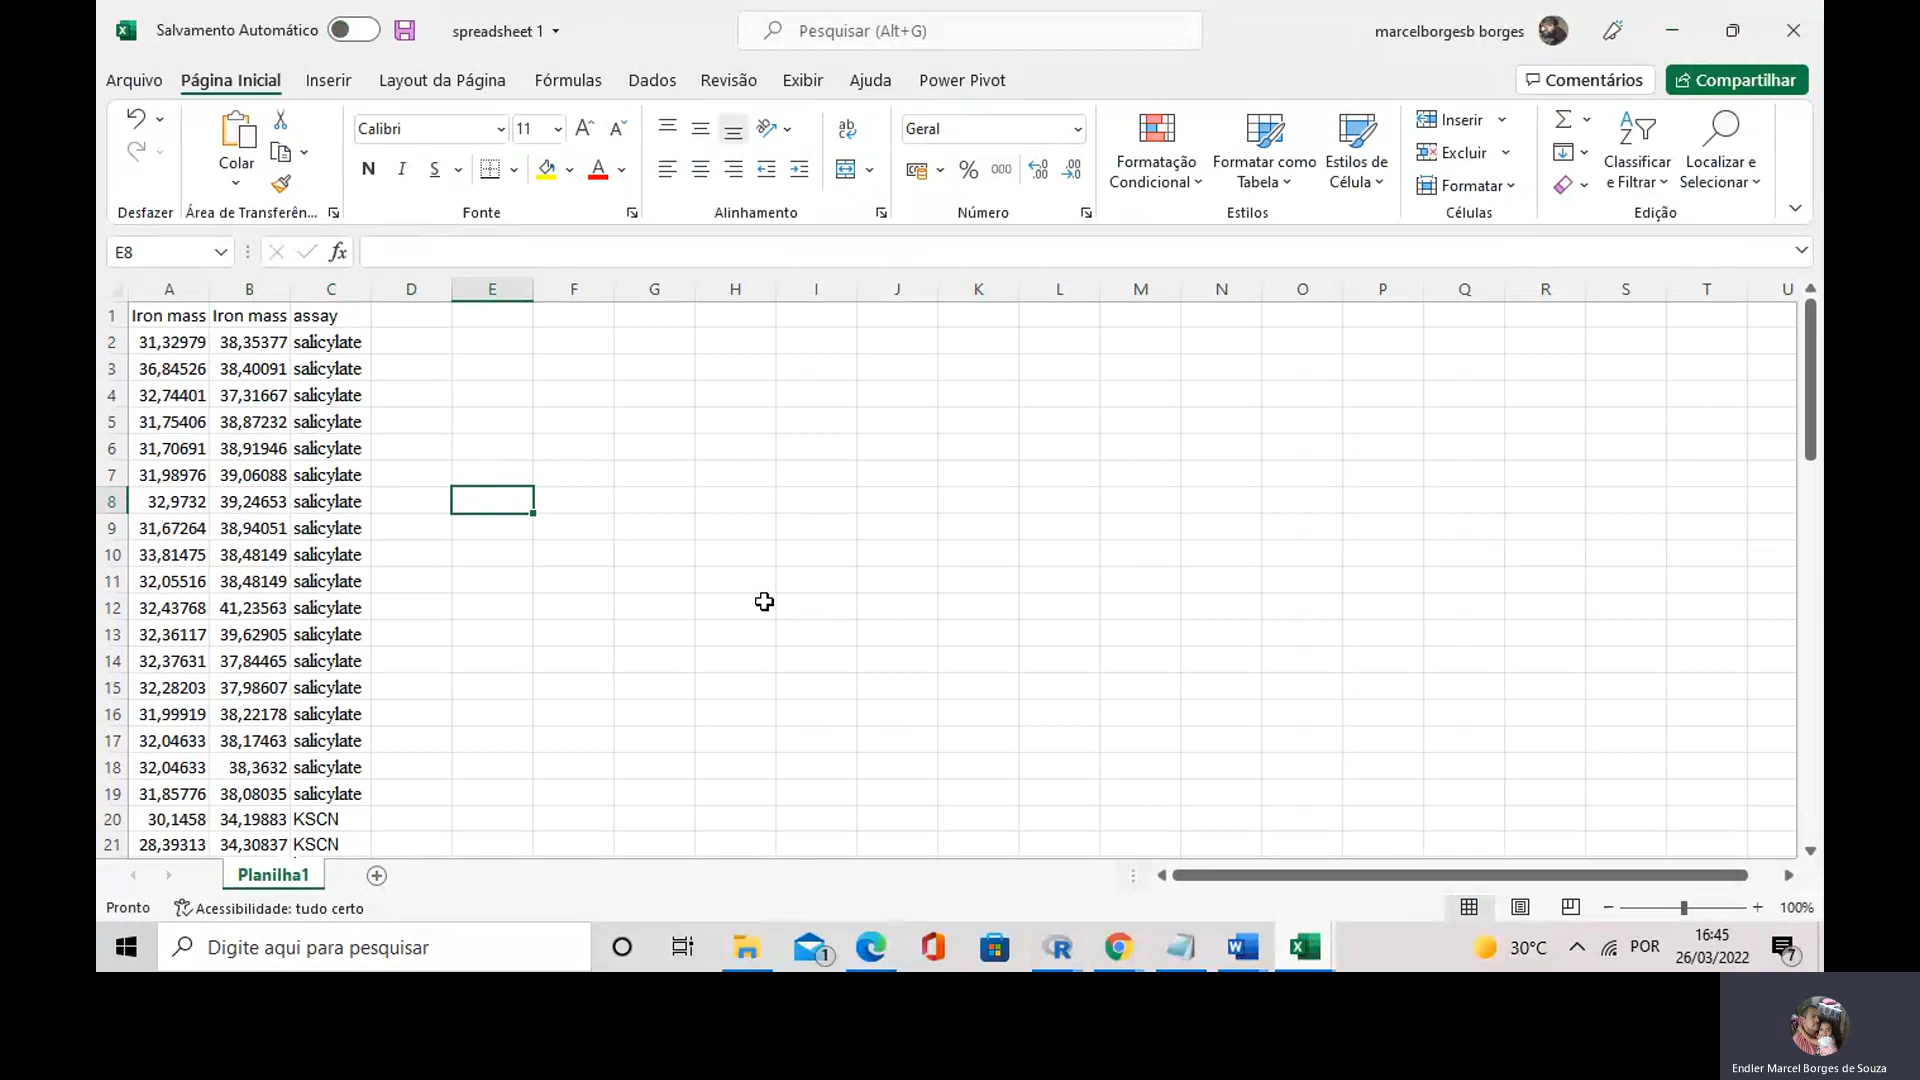 Salvamento Automático
spreadsheet 1
Pesquisar (Alt+G)
marcelborgesb borges
Arquivo Página Inicial Inserir Layout da Página Fórmulas Dados Revisão Exibir Ajuda Power Pivot
Comentários Compartilhar
Colar
Calibri 11
N I S
ab
Geral
% 000
Formatação Condicional
Formatar como Tabela
Estilos de Célula
Inserir
Excluir
Formatar
Classificar e Filtrar
Localizar e Selecionar
Desfazer Área de Transferên... Fonte Alinhamento Número Estilos Células Edição
E8 fx
A B C D E F G H I J K L M N O P Q R S T U
1 Iron mass Iron mass assay
2 31,32979 38,35377 salicylate
3 36,84526 38,40091 salicylate
4 32,74401 37,31667 salicylate
5 31,75406 38,87232 salicylate
6 31,70691 38,91946 salicylate
7 31,98976 39,06088 salicylate
8 32,9732 39,24653 salicylate
9 31,67264 38,94051 salicylate
10 33,81475 38,48149 salicylate
11 32,05516 38,48149 salicylate
12 32,43768 41,23563 salicylate
13 32,36117 39,62905 salicylate
14 32,37631 37,84465 salicylate
15 32,28203 37,98607 salicylate
16 31,99919 38,22178 salicylate
17 32,04633 38,17463 salicylate
18 32,04633 38,3632 salicylate
19 31,85776 38,08035 salicylate
20 30,1458 34,19883 KSCN
21 28,39313 34,30837 KSCN
Planilha1
Pronto Acessibilidade: tudo certo 100%
Digite aqui para pesquisar
1
30°C POR
16:45
26/03/2022
7
Endler Marcel Borges de Souza